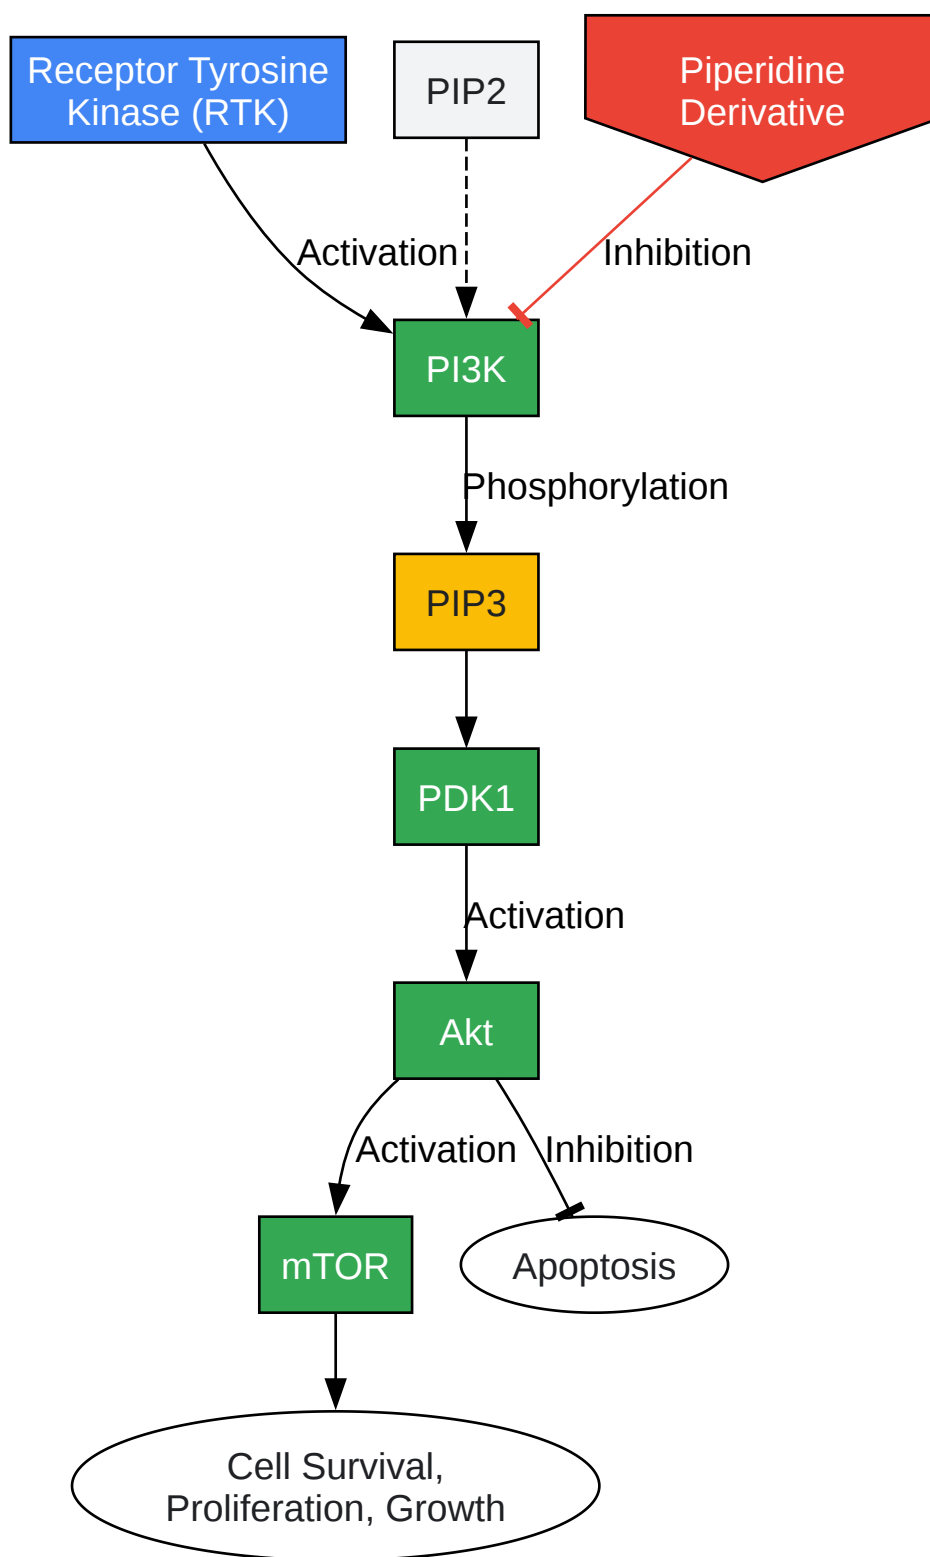 Receptor Tyrosine
Kinase (RTK)
PIP2
Piperidine
Derivative
Activation
Inhibition
PI3K
Phosphorylation
PIP3
PDK1
Activation
Akt
Activation
Inhibition
mTOR
Apoptosis
Cell Survival,
Proliferation, Growth